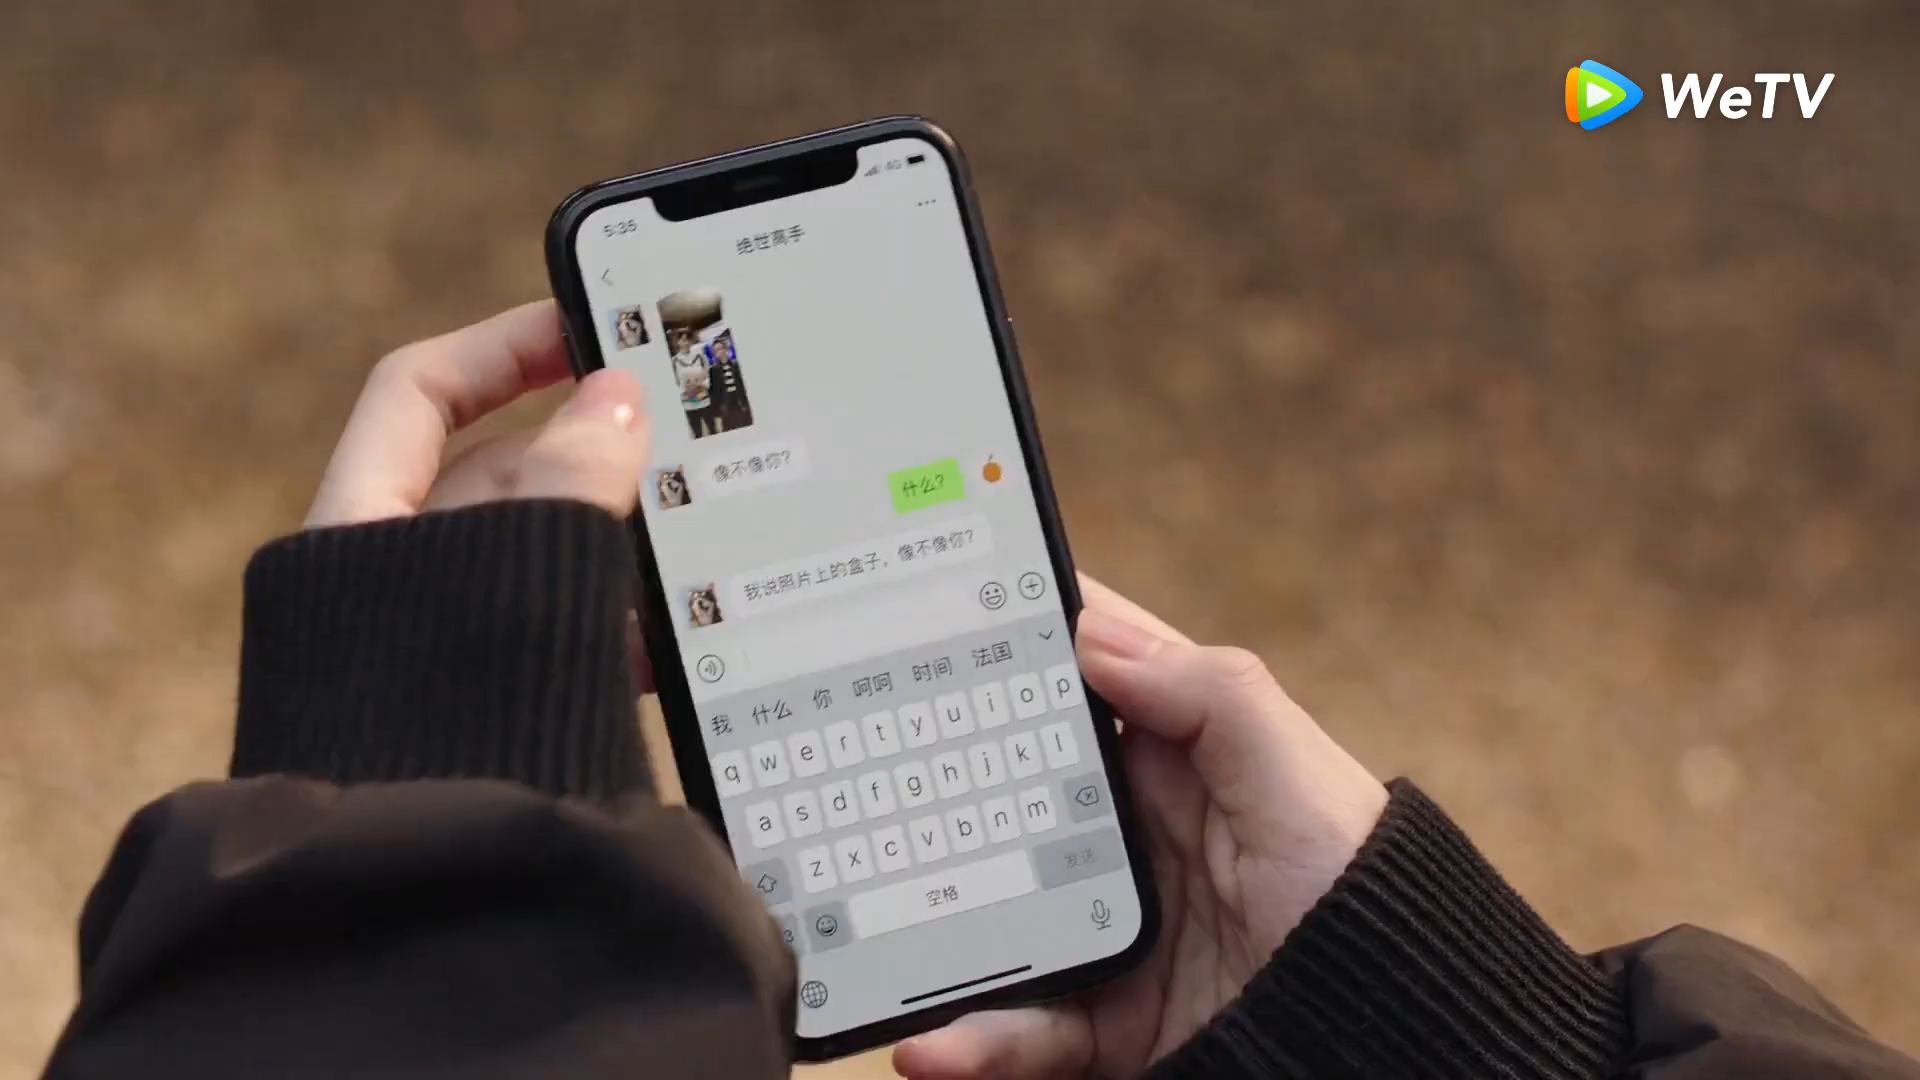 WeTV
4G
5:35
绝世高手
像不像你?
什么?
我说照片上的盒子，像不像你?
我 什么 你 呵呵 时间 法国
q w e r t y u i o p
a s d f g h j k l
z x c v b n m
空格
发送